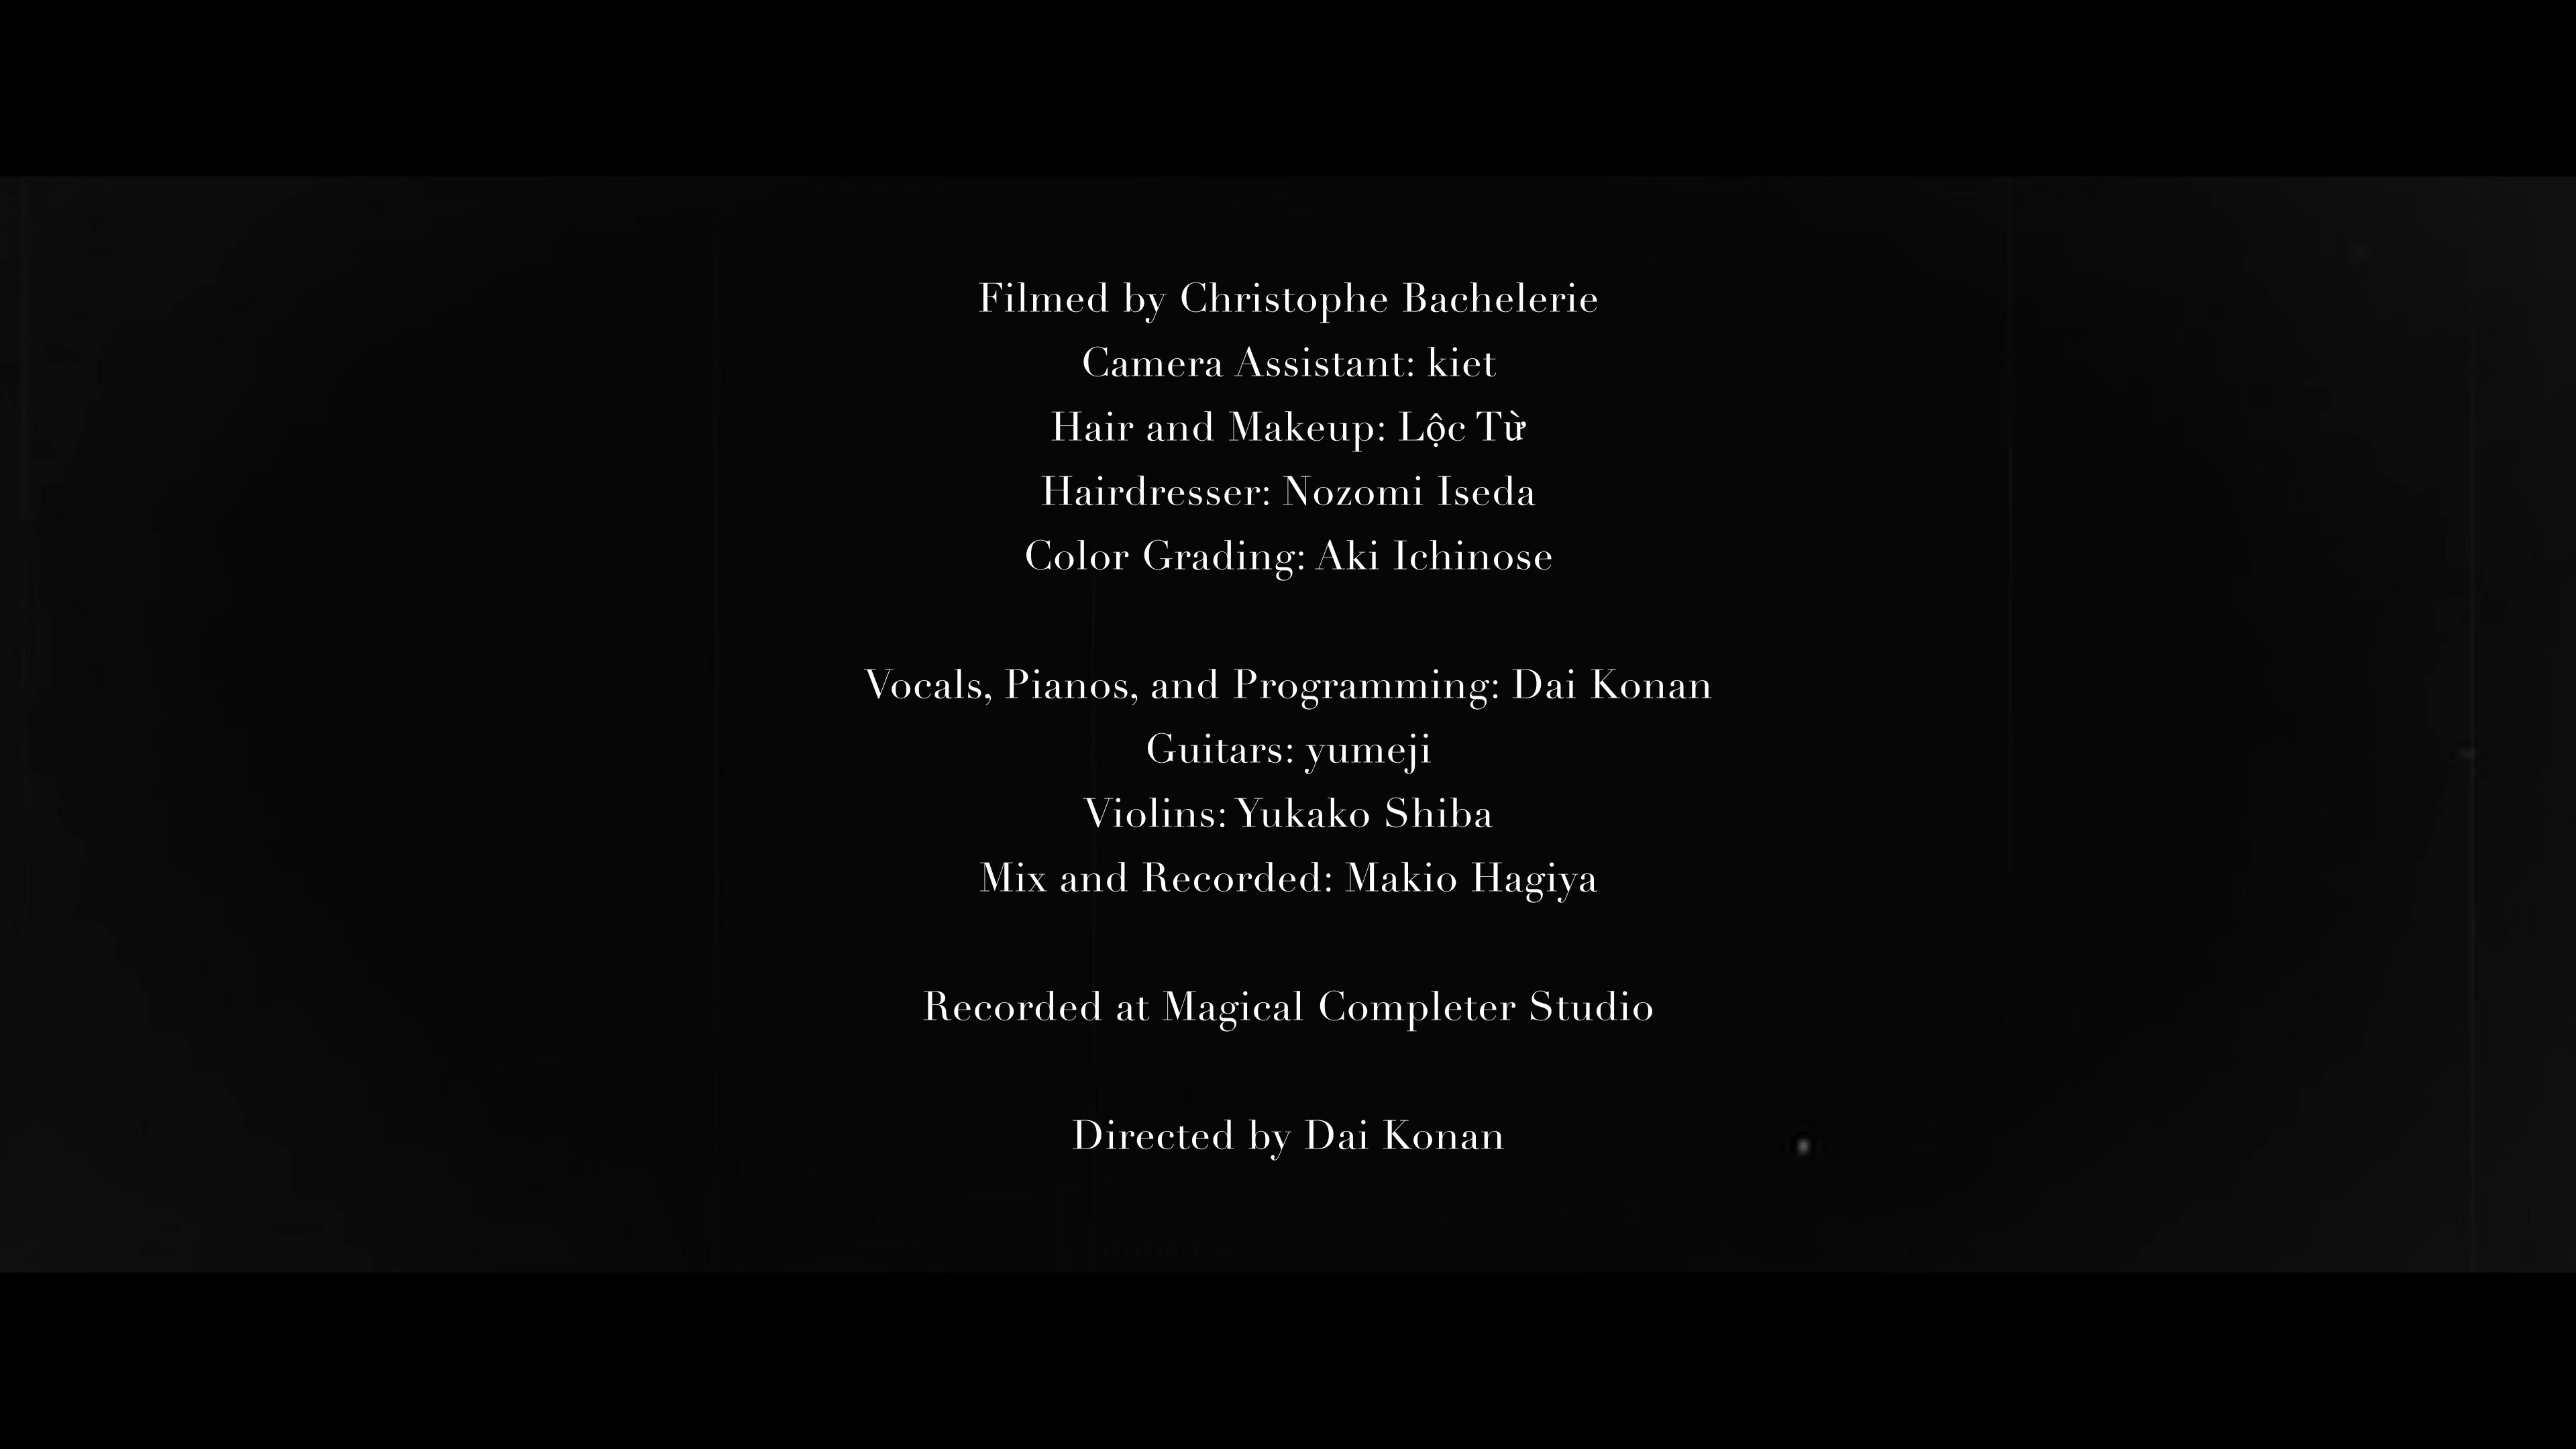 Filmed by Christophe Bachelerie
Camera Assistant: kiet
Hair and Makeup: Lộc Từ
Hairdresser: Nozomi Iseda
Color Grading: Aki Ichinose
Vocals, Pianos, and Programming: Dai Konan
Guitars: yumeji
Violins: Yukako Shiba
Mix and Recorded: Makio Hagiya
Recorded at Magical Completer Studio
Directed by Dai Konan